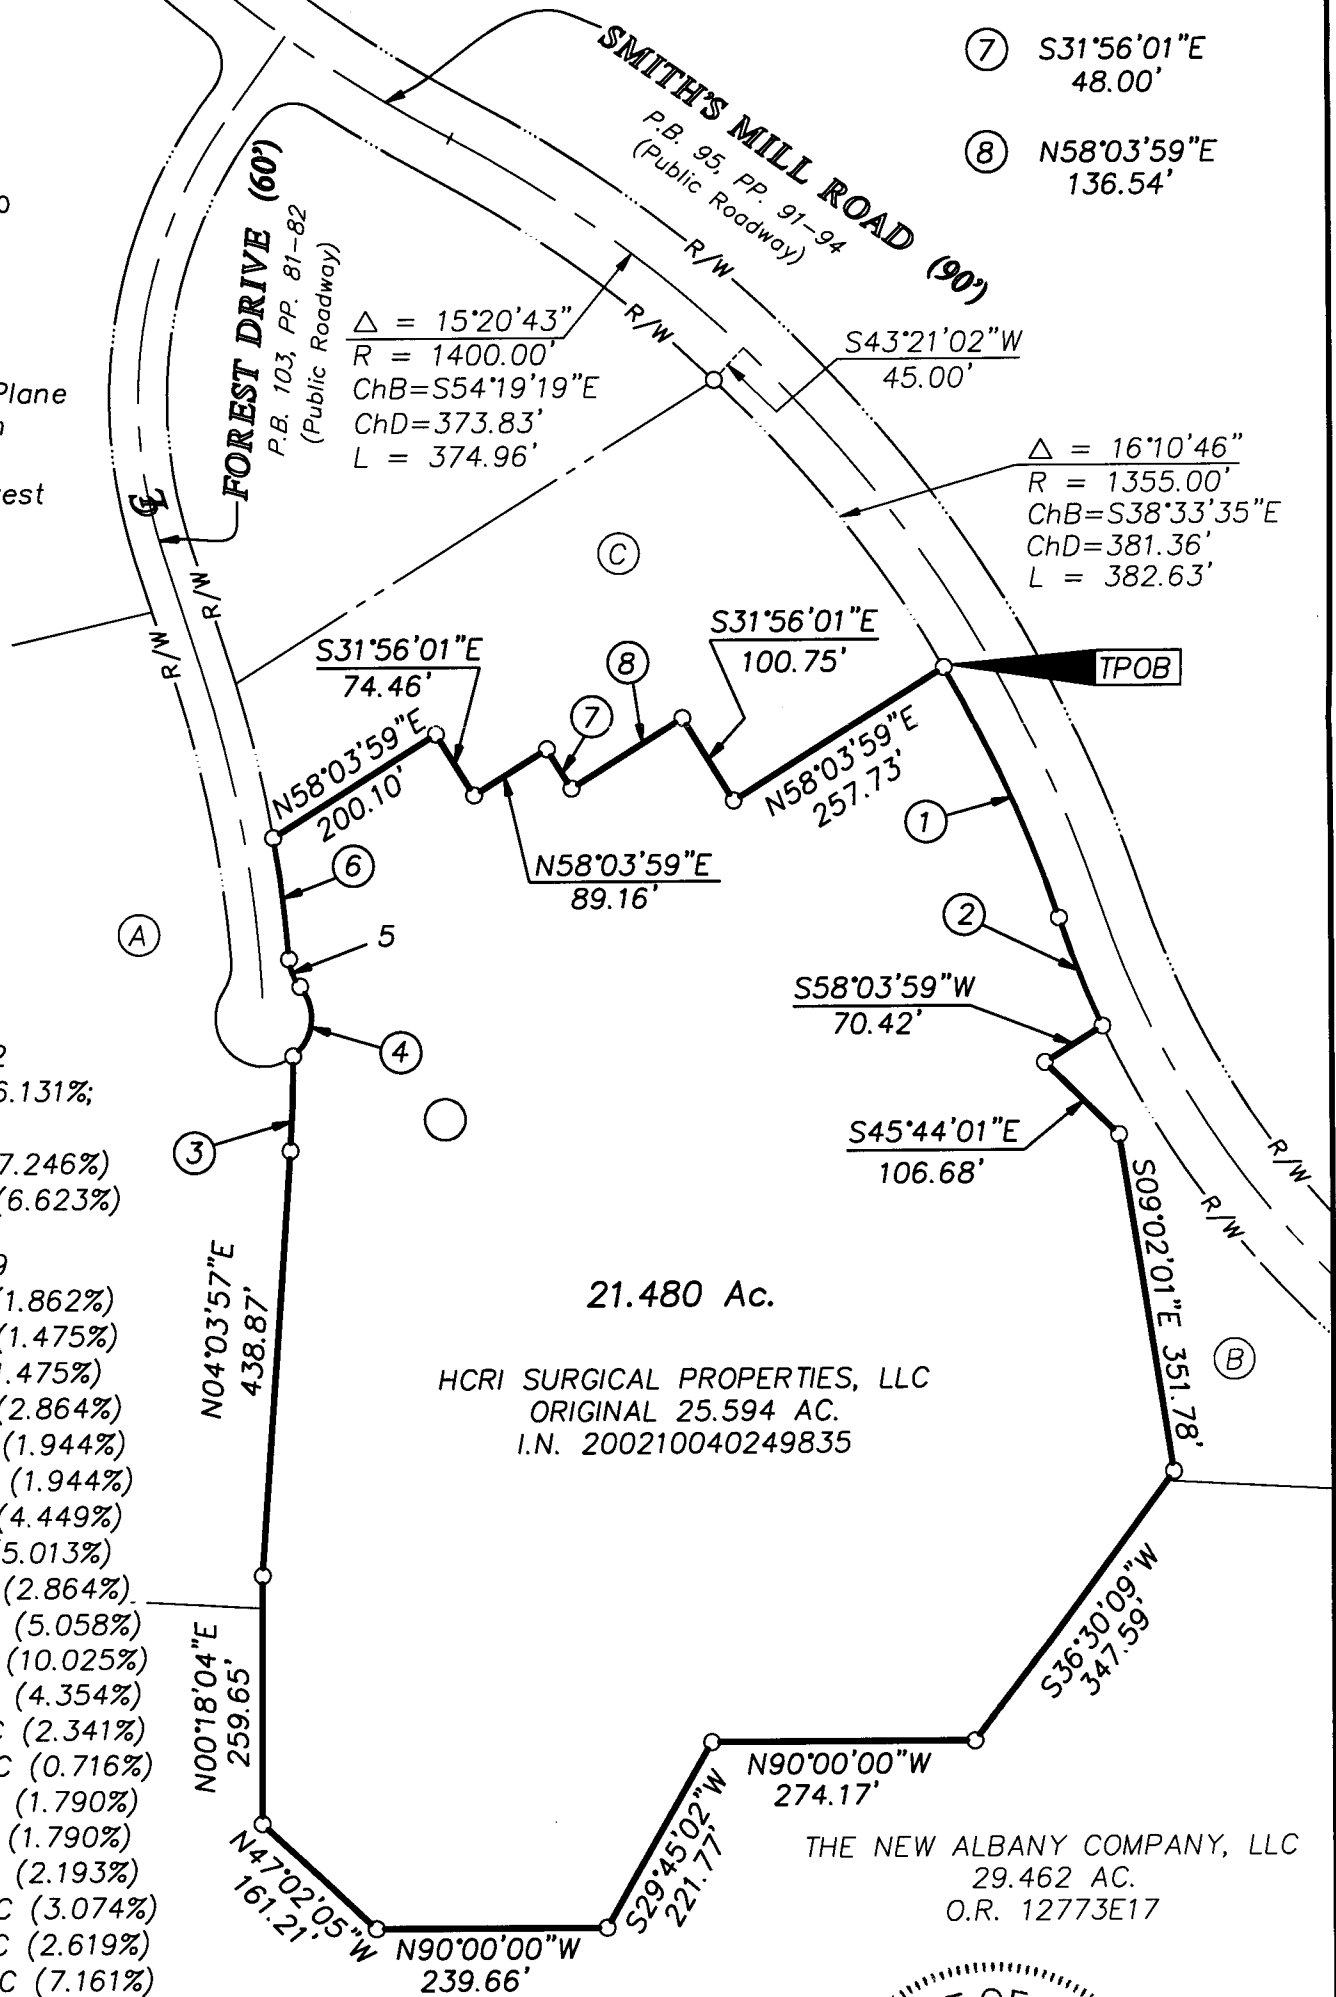 7 S31°56'01"E
48.00'
8 N58°03'59"E
136.54'
SMITH'S MILL ROAD (90')
P.B. 95, PP. 91-94
(Public Roadway)
FOREST DRIVE (60')
P.B. 103, PP. 81-82
(Public Roadway)
R/W
R/W
Δ = 15°20'43"
R = 1400.00'
ChB=S54°19'19"E
ChD=373.83'
L = 374.96'
S43°21'02"W
45.00'
Plane
est
Δ = 16°10'46"
R = 1355.00'
ChB=S38°33'35"E
ChD=381.36'
L = 382.63'
CL
C
R/W
R/W
S31°56'01"E
74.46'
8
S31°56'01"E
100.75'
TPOB
7
N58°03'59"E
200.10'
N58°03'59"E
257.73'
1
6
N58°03'59"E
89.16'
2
A
5
S58°03'59"W
70.42'
4
2
6.131%;
3
S45°44'01"E
106.68'
R/W
R/W
7.246%)
(6.623%)
S09°02'01"E 351.78'
9
(1.862%)
(1.475%)
1.475%)
(2.864%)
(1.944%)
(1.944%)
(4.449%)
5.013%)
(2.864%)
(5.058%)
(10.025%)
(4.354%)
C (2.341%)
C (0.716%)
(1.790%)
(1.790%)
(2.193%)
C (3.074%)
C (2.619%)
C (7.161%)
N04°03'57"E
438.87'
21.480 Ac.
B
HCRI SURGICAL PROPERTIES, LLC
ORIGINAL 25.594 AC.
I.N. 200210040249835
N00°18'04"E
259.65'
S36°30'09"W
347.59'
N90°00'00"W
274.17'
S29°45'02"W
221.77'
N47°02'05"W
161.21'
N90°00'00"W
239.66'
THE NEW ALBANY COMPANY, LLC
29.462 AC.
O.R. 12773E17
OF